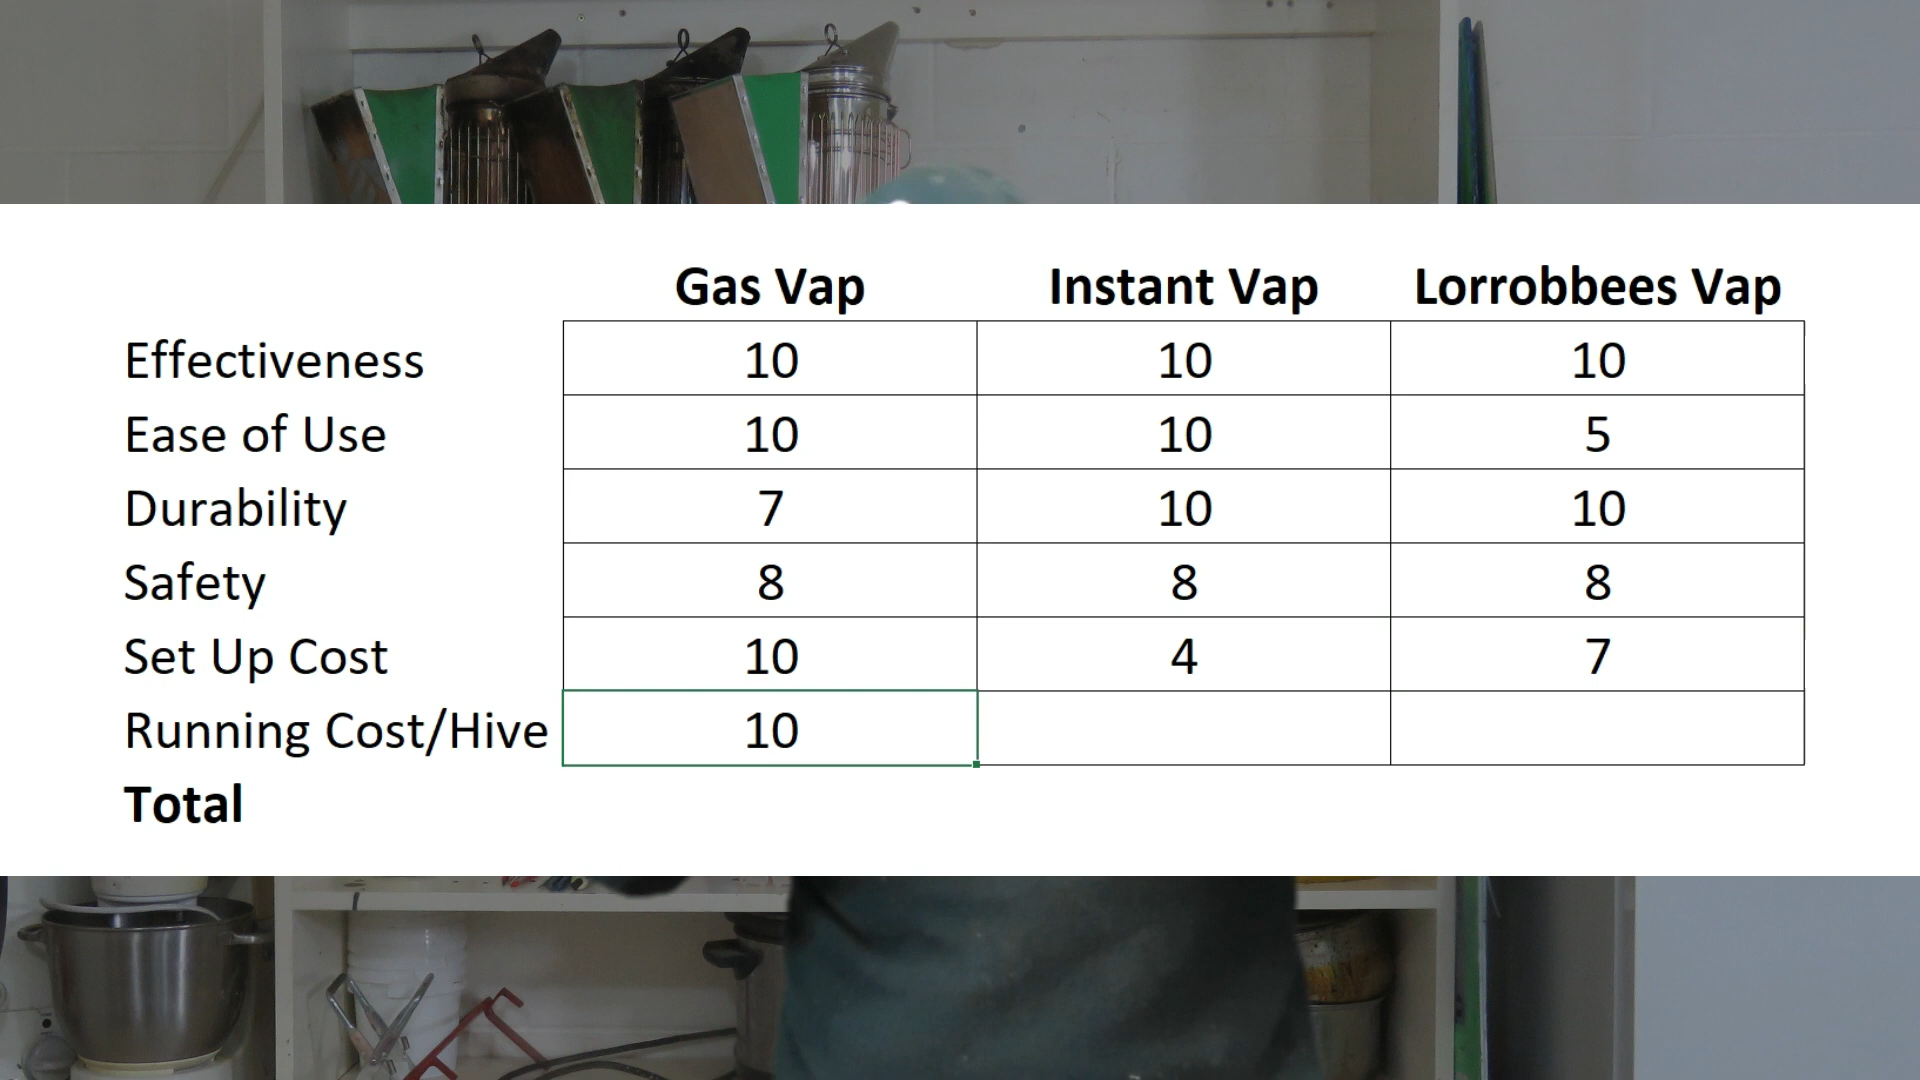 Gas Vap Instant Vap Lorrobbees Vap
Effectiveness 10 10 10
Ease of Use 10 10 5
Durability 7 10 10
Safety 8 8 8
Set Up Cost 10 4 7
Running Cost/Hive 10
Total